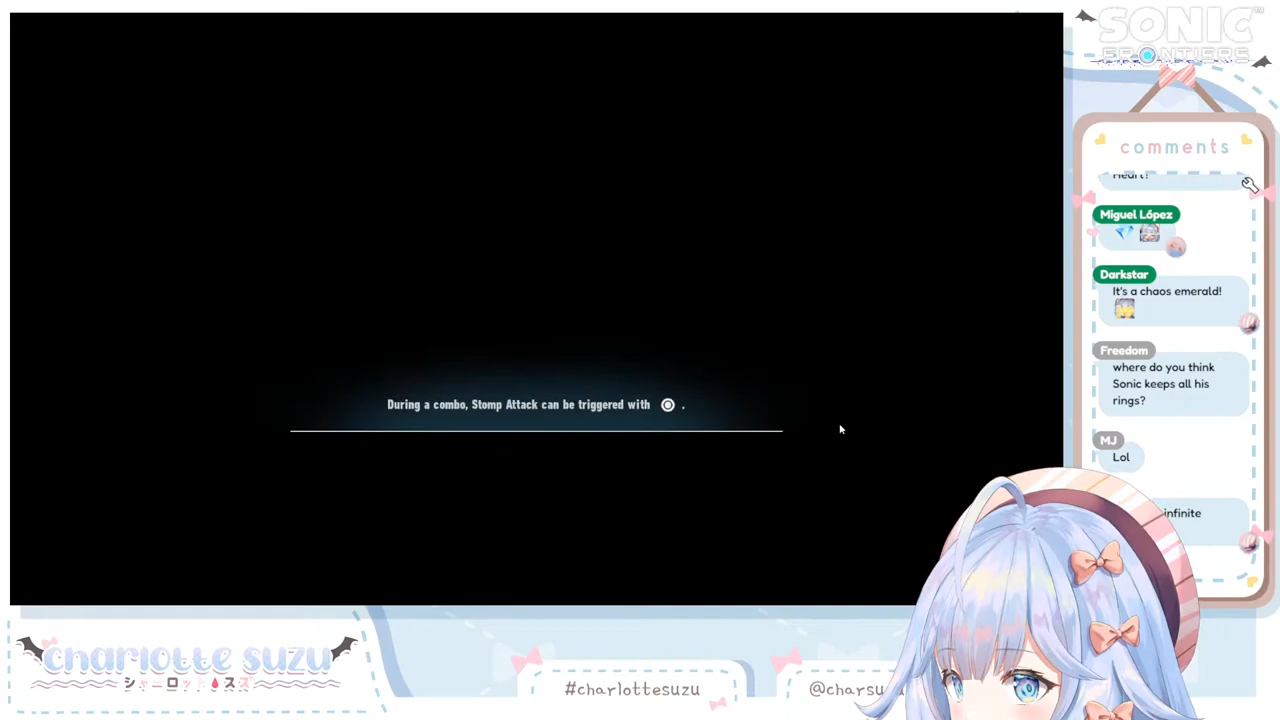 SONIC
FRONTIERS
comments
Heart!
Miguel López
Darkstar
It's a chaos emerald!
Freedom
where do you think
Sonic keeps all his
rings?
MJ
Lol
infinite
During a combo, Stomp Attack can be triggered with .
charlotte suzu
シャーロット スズ
#charlottesuzu
@charsu